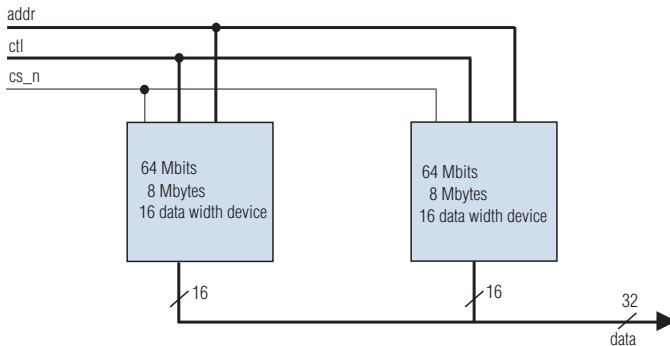 addr
ctl
cs_n
64 Mbits
8 Mbytes
16 data width device
64 Mbits
8 Mbytes
16 data width device
16
16
32
data